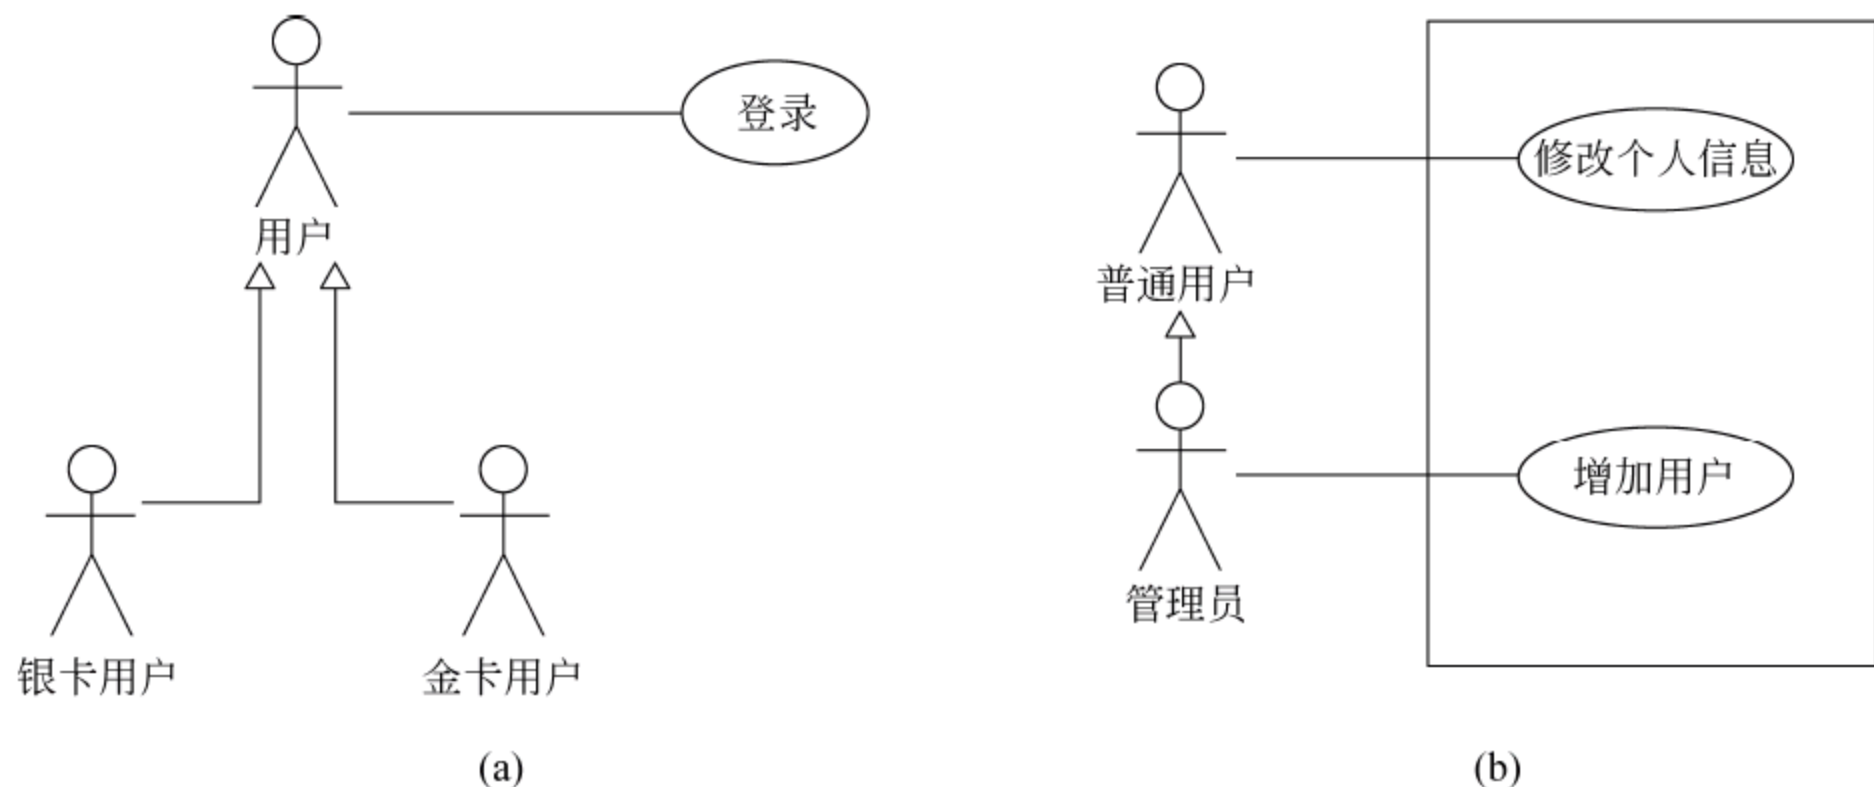 登录
用户
银卡用户
金卡用户
(a)
修改个人信息
普通用户
增加用户
管理员
(b)